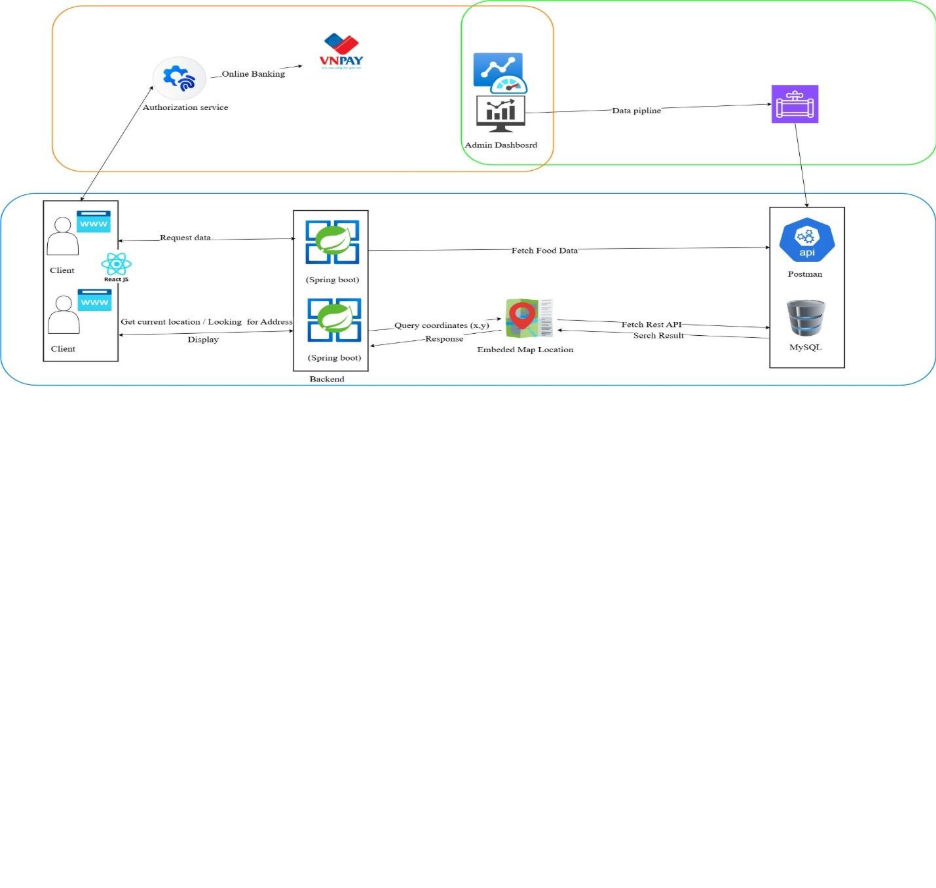 VNPAY
Online Banking
Authorization service
Data pipline
Admin Dashbosrd
www
Client
React JS
Request data
(Spring boot)
Fetch Food Data
api
Postman
www
Client
Get current location / Looking for Address
Display
(Spring boot)
Backend
Query coordinates (x,y)
Response
Embeded Map Location
Fetch Rest API
Serch Result
MySQL